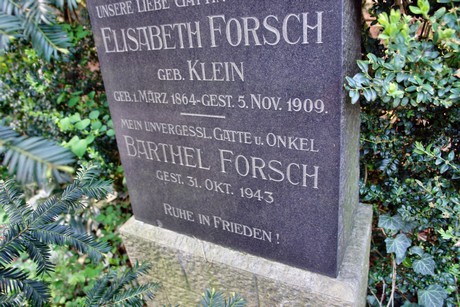 UNSERE LIEBE GATTIN
ELISABETH FORSCH
GEB. KLEIN
GEB. 1. MÄRZ 1864-GEST. 5. NOV. 1909.
MEIN UNVERGESSL. GATTE U. ONKEL
BARTHEL FORSCH
GEST. 31. OKT. 1943
RUHE IN FRIEDEN!